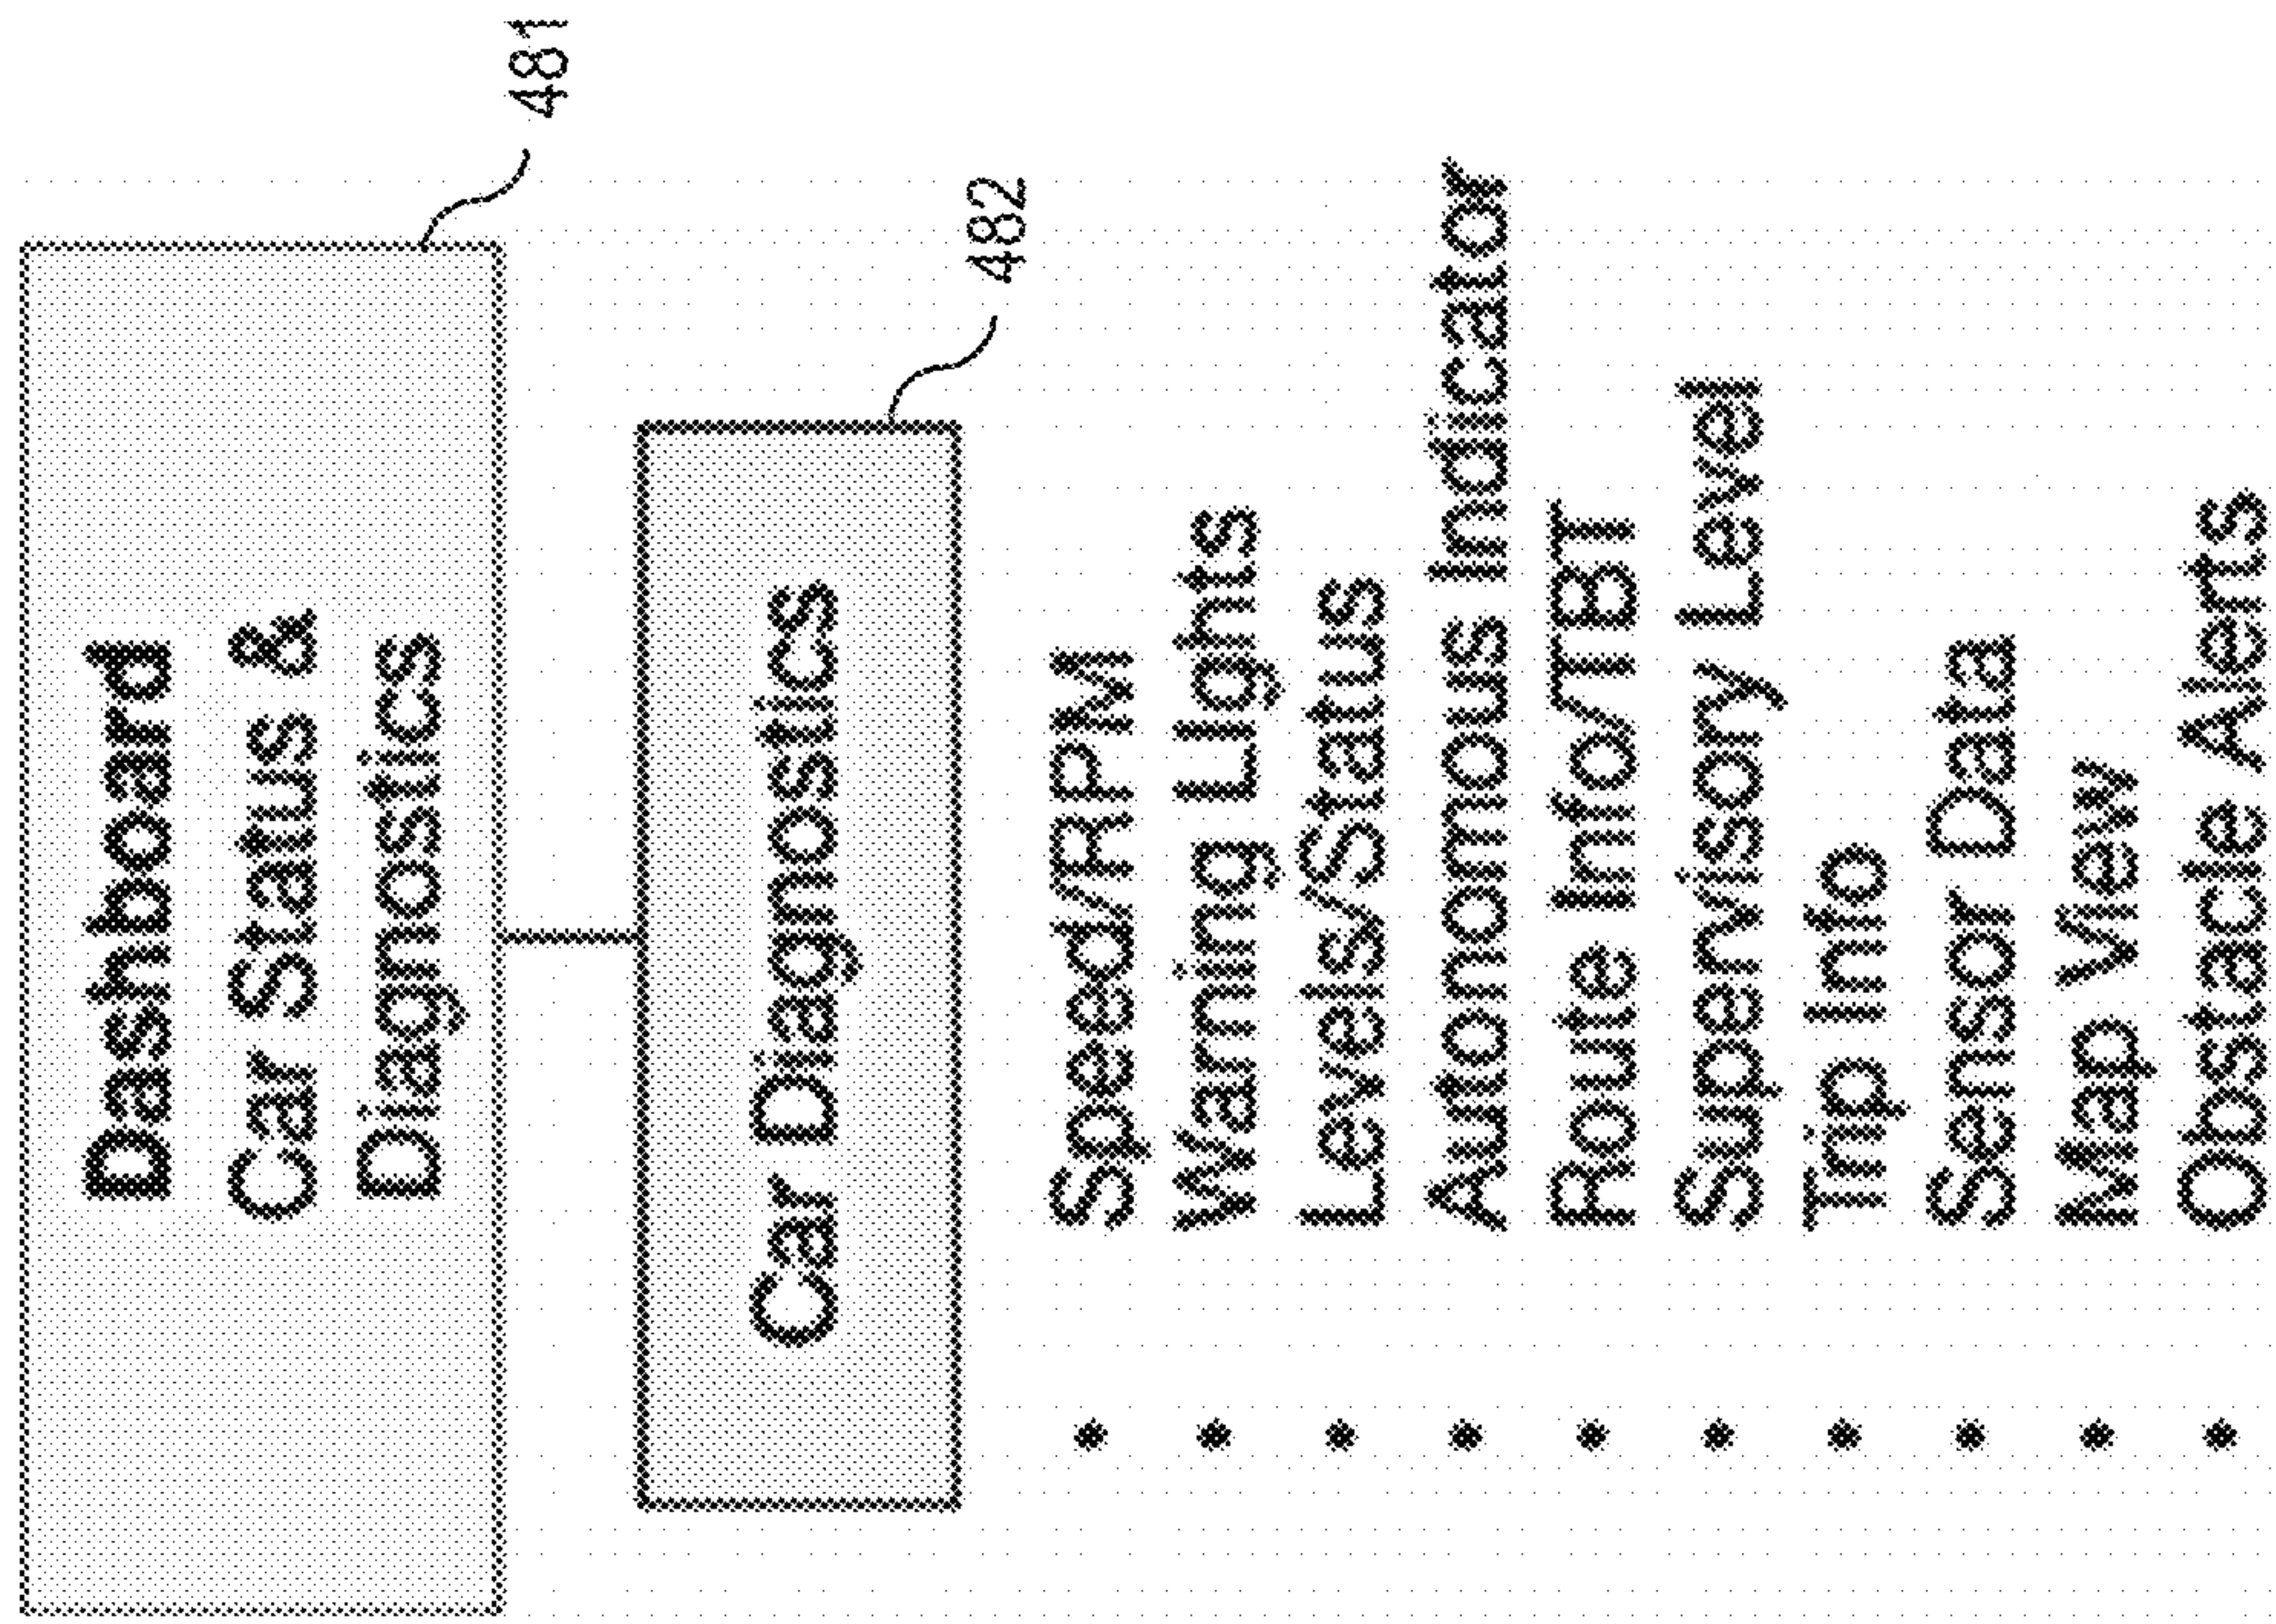 Dashboard
Car Status &
Diagnostics
481
Car Diagnostics
482
• Speed/RPM
• Warning Lights
• Levels/Status
• Autonomous Indicator
• Route Info/TBT
• Supervisory Level
• Trip Info
• Sensor Data
• Map View
• Obstacle Alerts